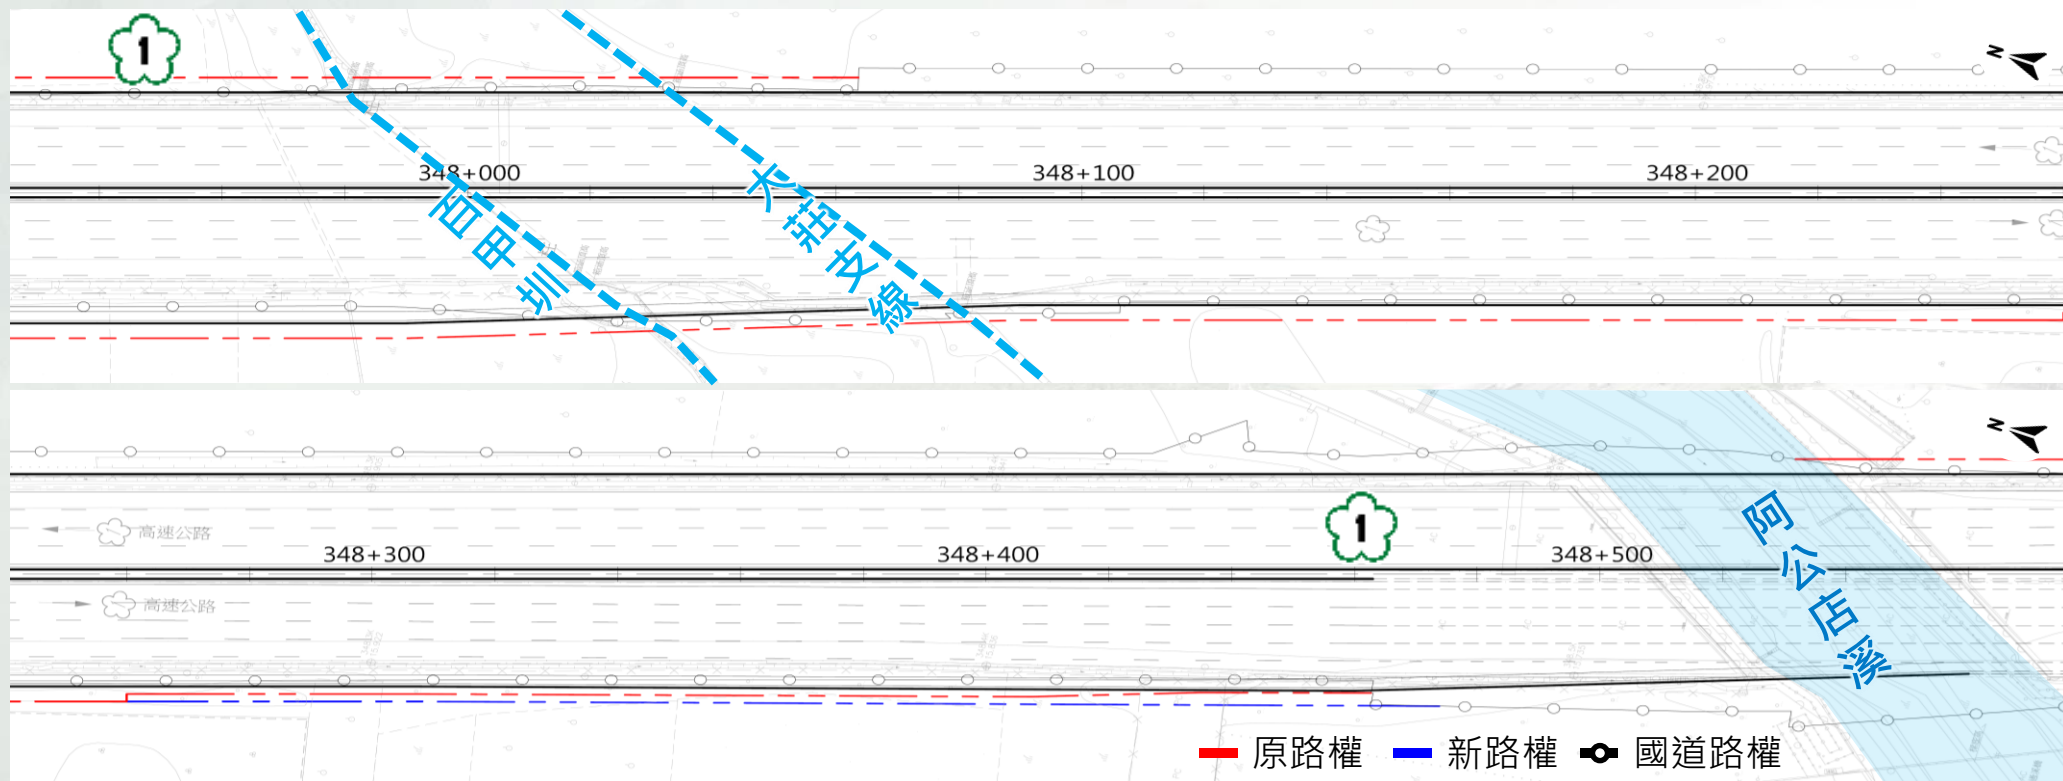 1
N
348+000
348+100
348+200
百甲圳
大莊支線
N
高速公路
1
348+300
348+400
348+500
高速公路
阿公店溪
原路權
新路權
國道路權